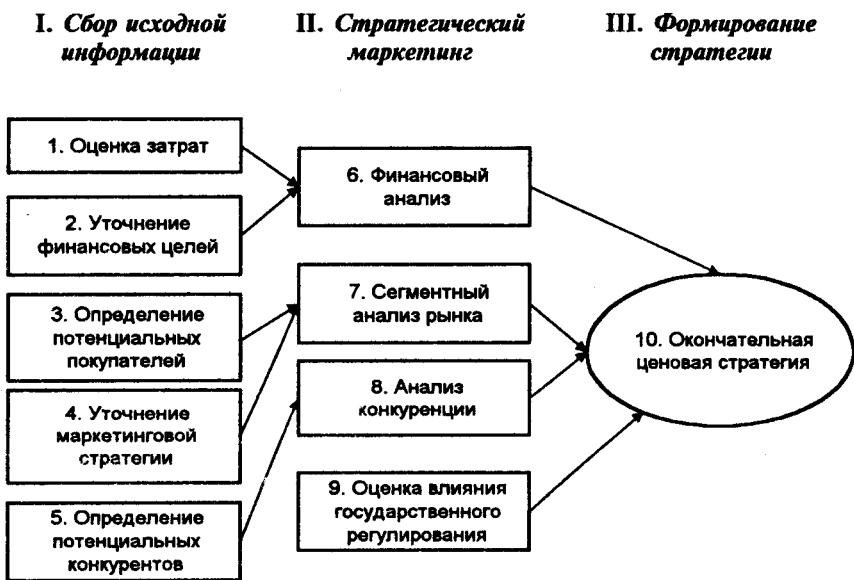 I. Сбор исходной
информации
II. Стратегический
маркетинг
III. Формирование
стратегии
1. Оценка затрат
2. Уточнение
финансовых целей
3. Определение
потенциальных
покупателей
4. Уточнение
маркетинговой
стратегии
5. Определение
потенциальных
конкурентов
6. Финансовый
анализ
7. Сегментный
анализ рынка
8. Анализ
конкуренции
9. Оценка влияния
государственного
регулирования
10. Окончательная
ценовая стратегия